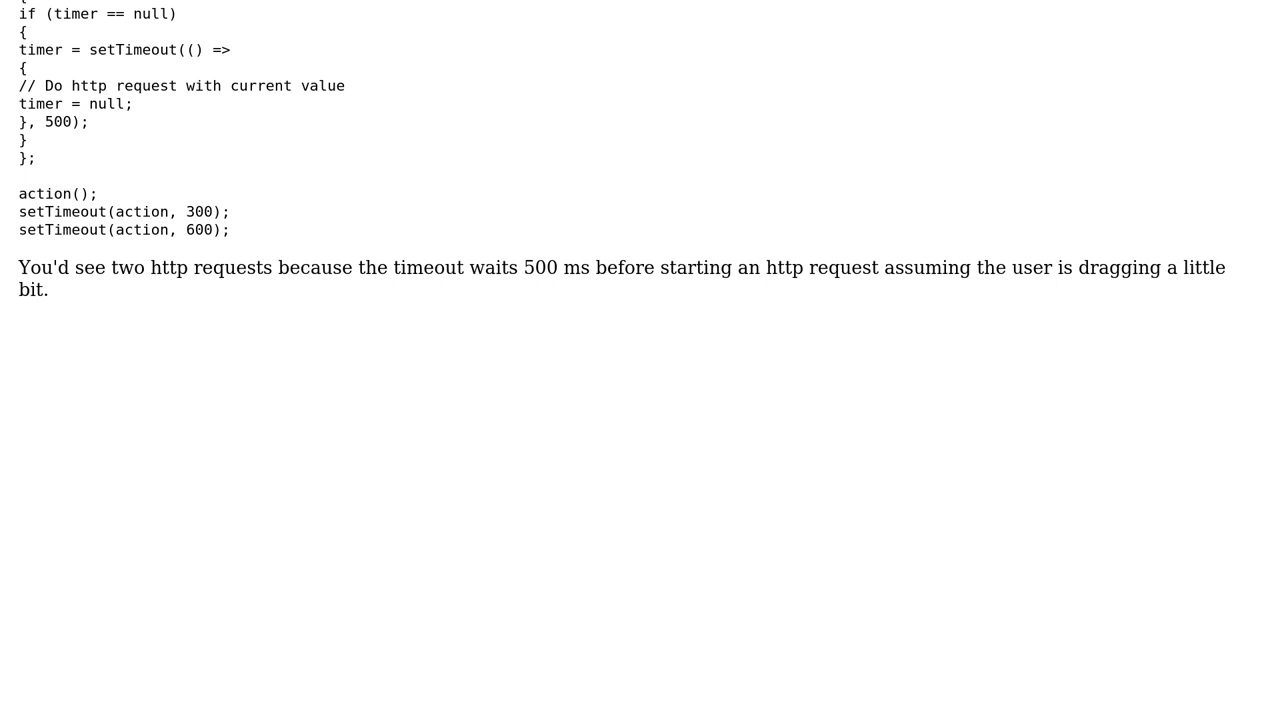 {
if (timer == null)
{
timer = setTimeout(() =>
{
// Do http request with current value
timer = null;
}, 500);
}
};
action();
setTimeout(action, 300);
setTimeout(action, 600);
You'd see two http requests because the timeout waits 500 ms before starting an http request assuming the user is dragging a little
bit.